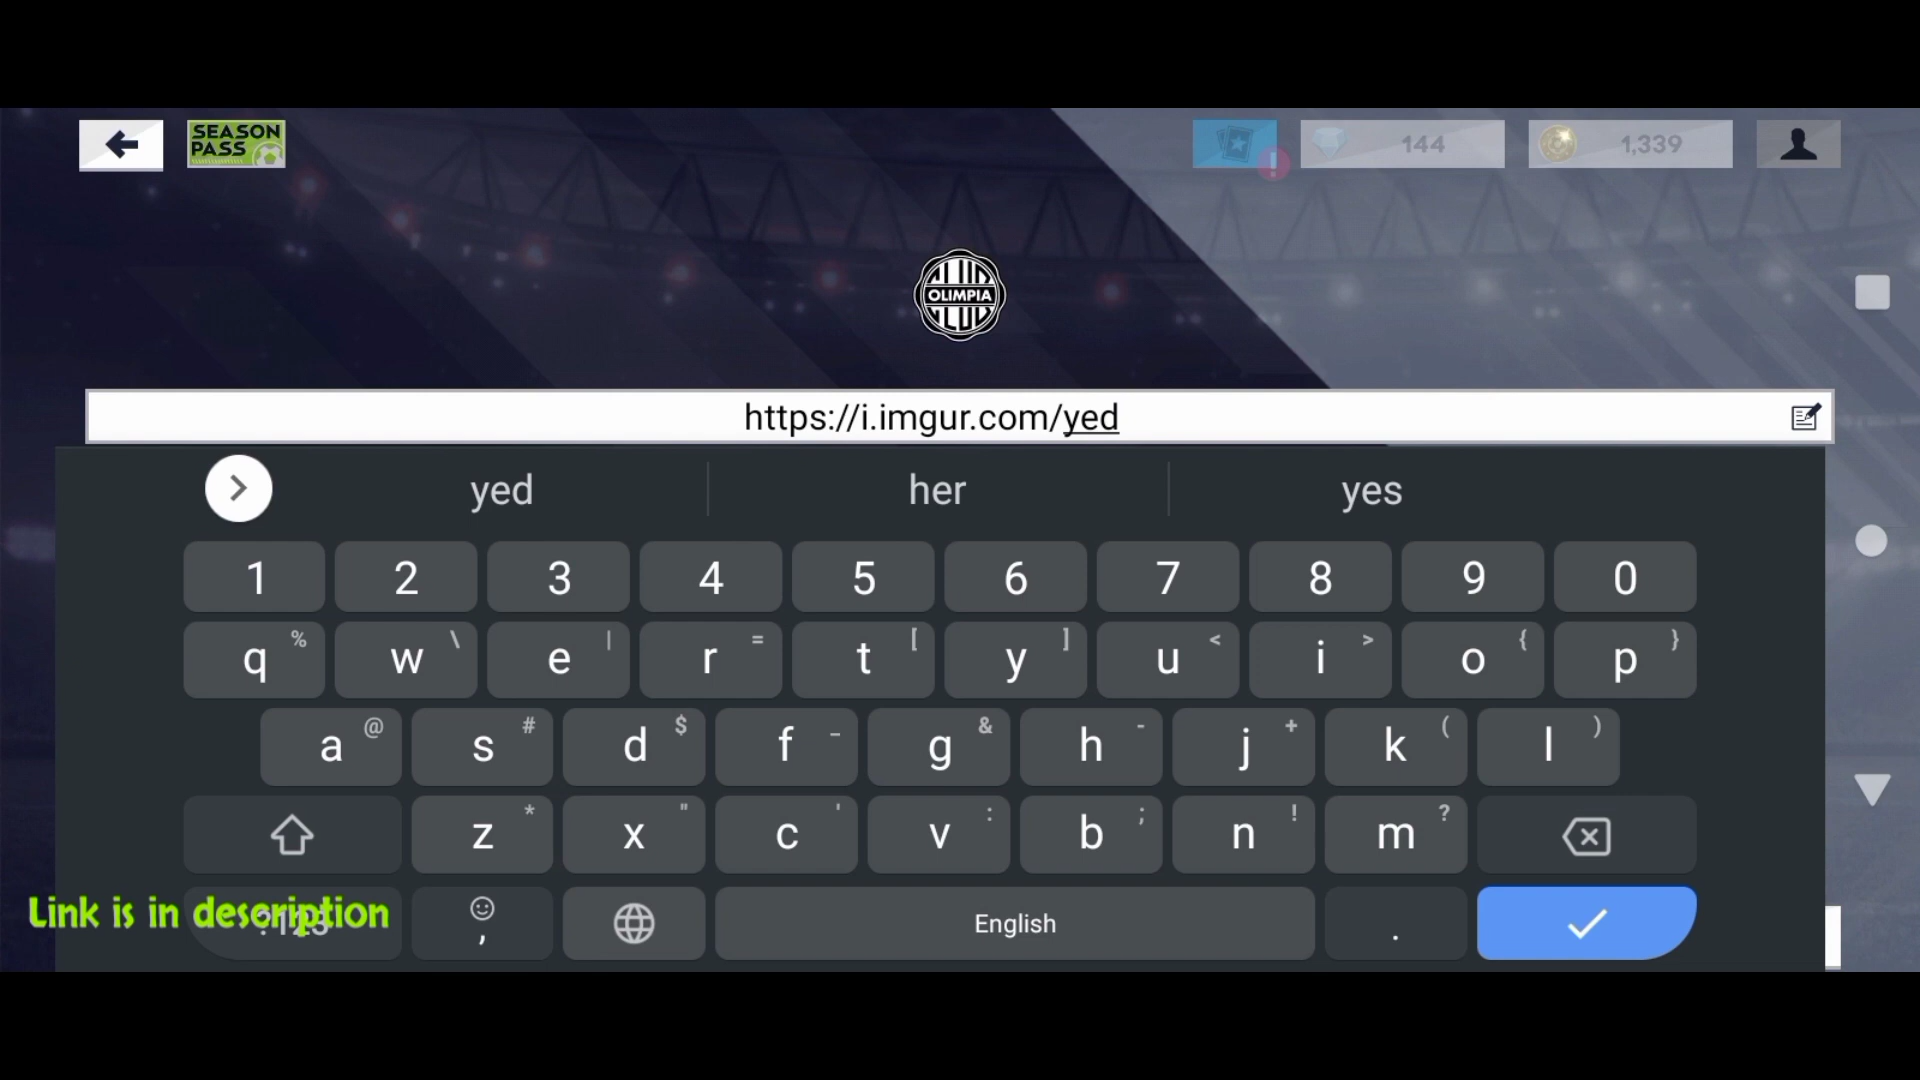 SEASON
PASS
144
1,339
OLIMPIA
https://i.imgur.com/yed
yed her yes
1 2 3 4 5 6 7 8 9 0
q % w \ e | r = t [ y ] u < i > o { p }
a @ s # d $ f _ g & h - j + k ( l )
z * x " c ' v : b ; n ! m ?
Link is in description
?123 , English .